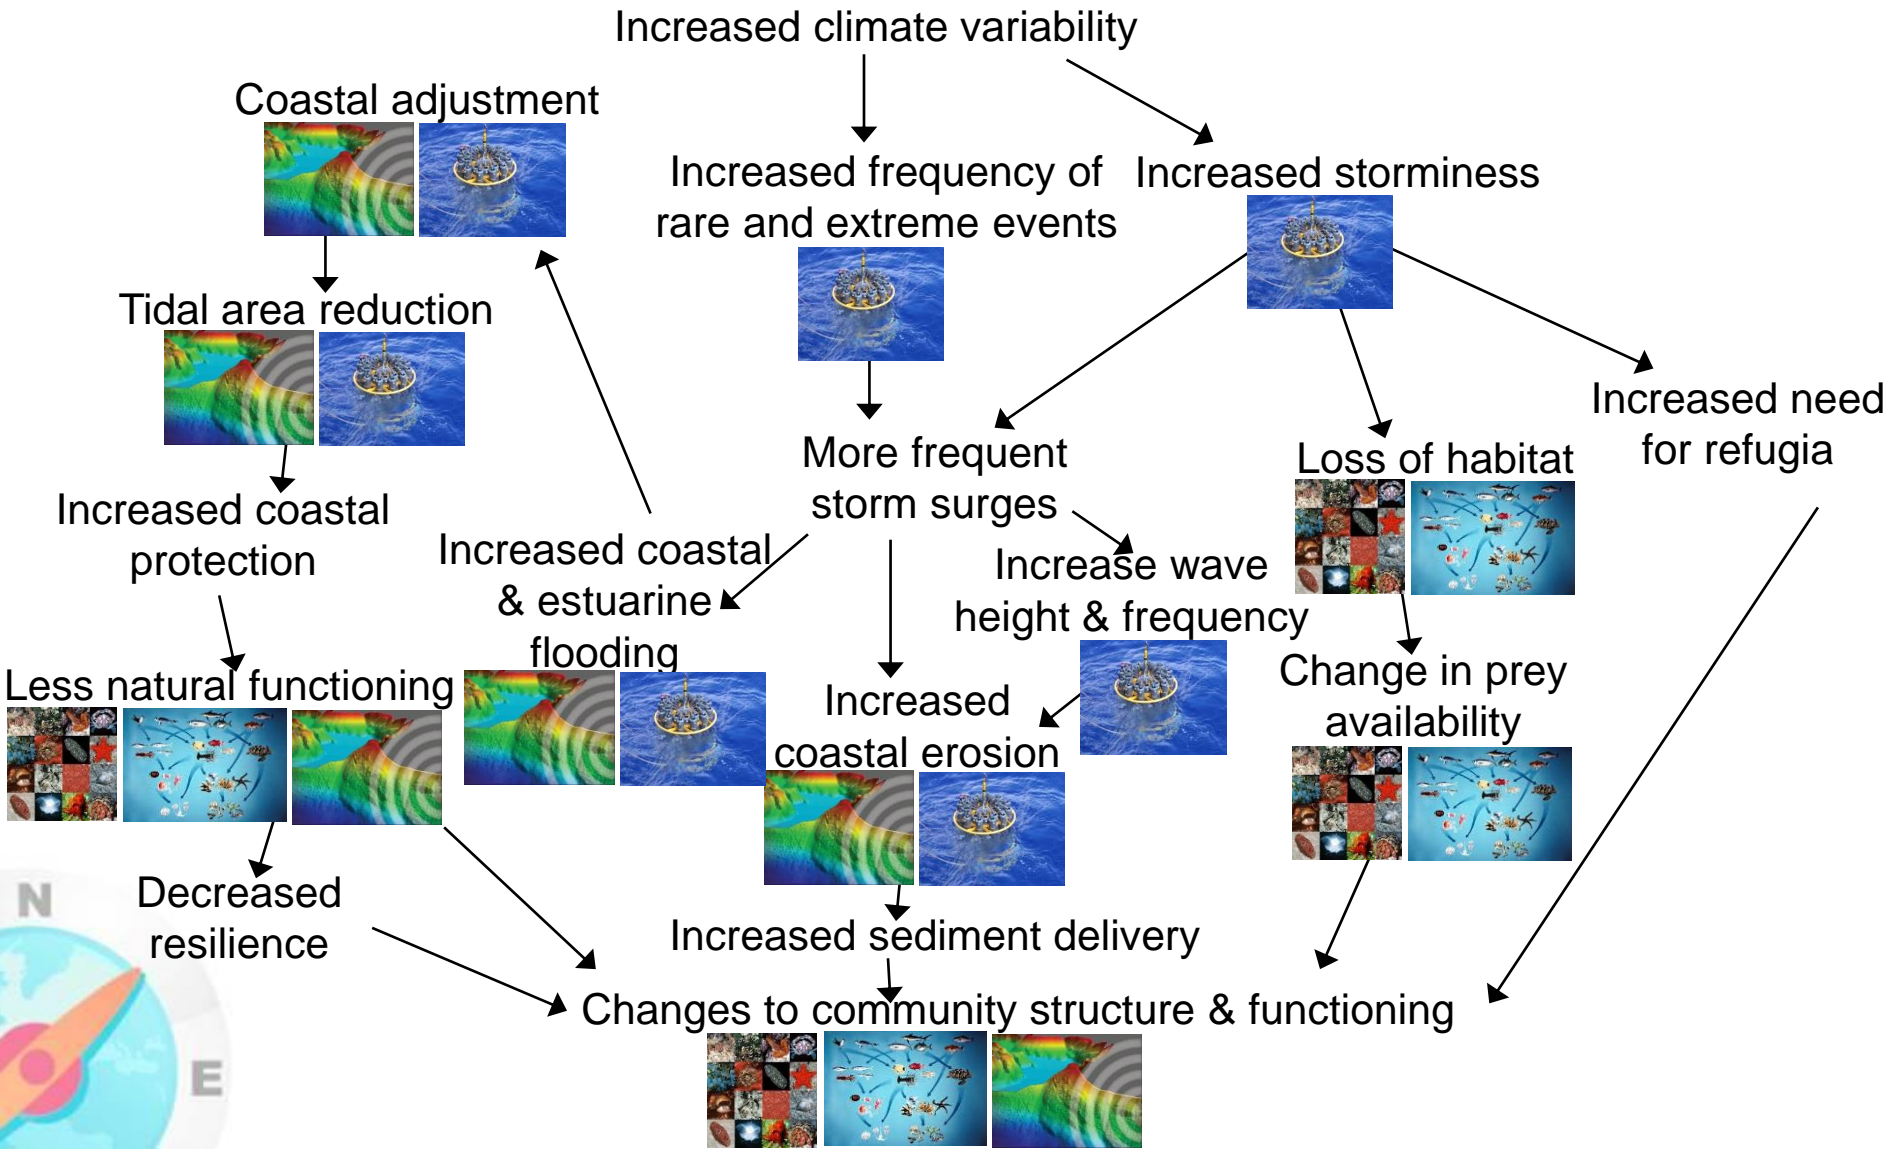 Increased climate variability
Coastal adjustment
Increased frequency of
rare and extreme events
Increased storminess
Tidal area reduction
Increased need
for refugia
More frequent
storm surges
Loss of habitat
Increased coastal
protection
Increased coastal
& estuarine
flooding
Increase wave
height & frequency
Less natural functioning
Increased
coastal erosion
Change in prey
availability
Decreased
resilience
Increased sediment delivery
Changes to community structure & functioning
N
E